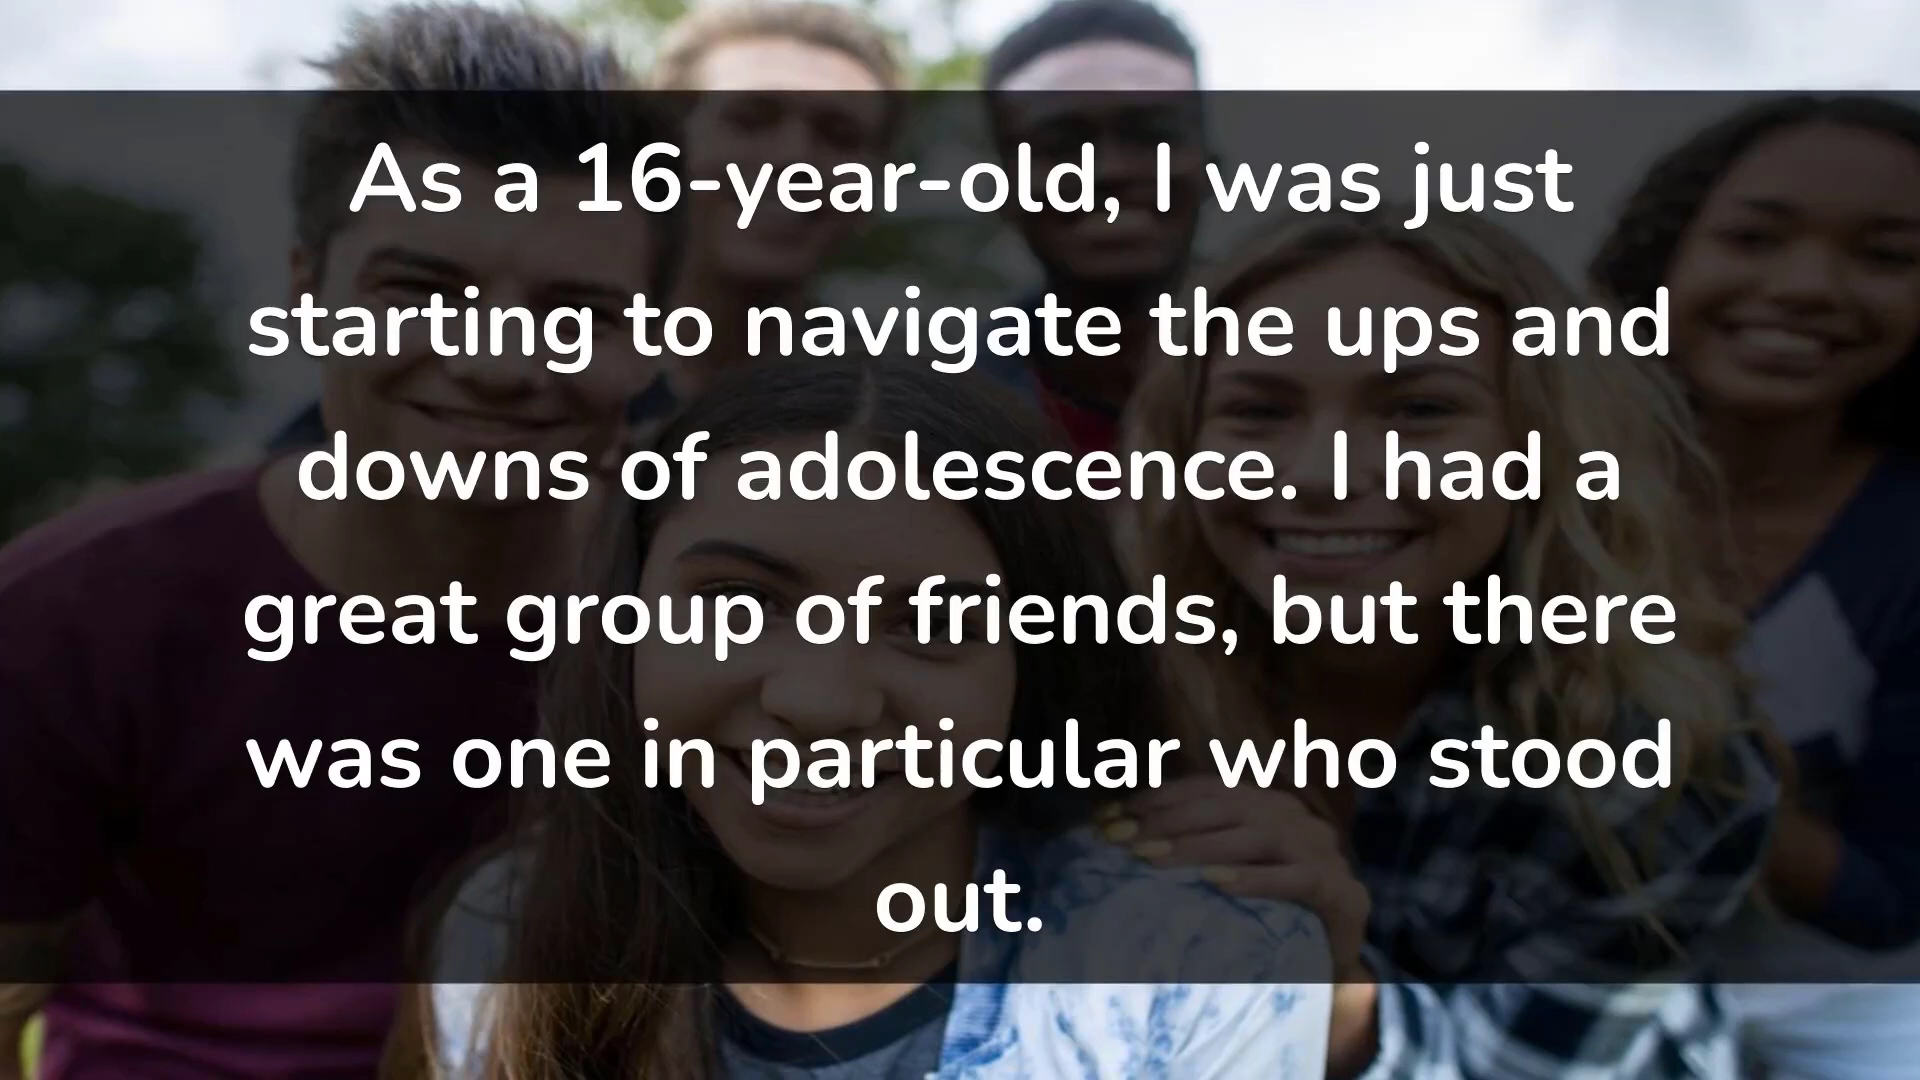 As a 16-year-old, I was just
starting to navigate the ups and
downs of adolescence. I had a
great group of friends, but there
was one in particular who stood
out.